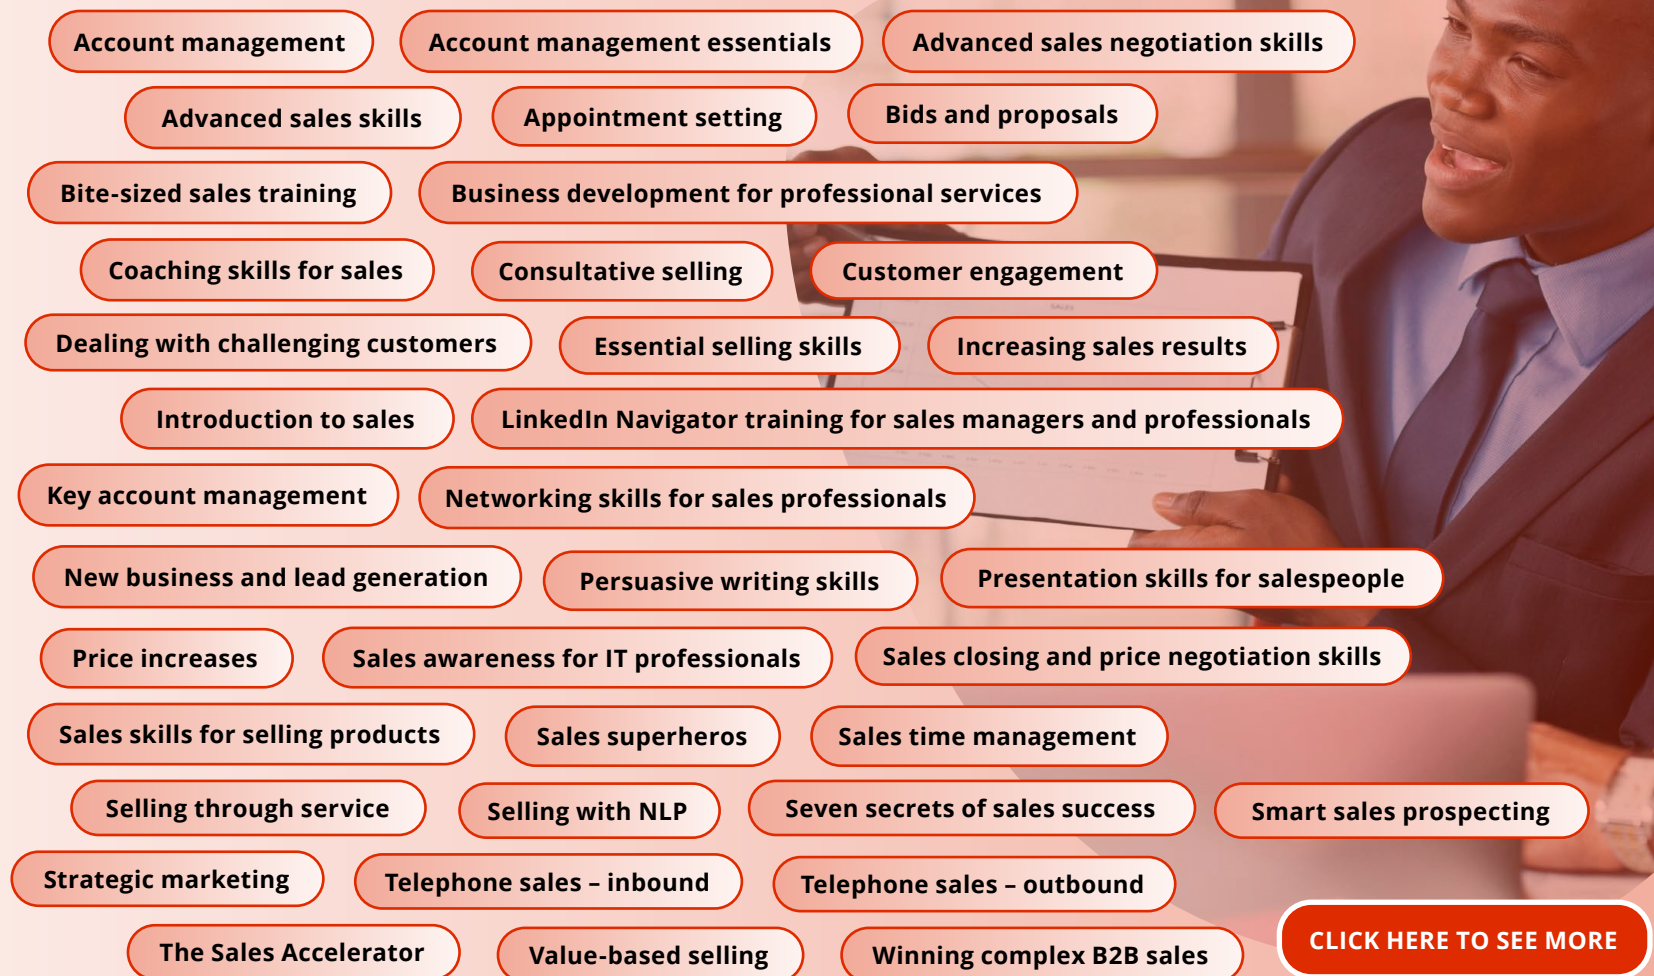 Account management
Account management essentials
Advanced sales negotiation skills
Advanced sales skills
Appointment setting
Bids and proposals
Bite-sized sales training
Business development for professional services
Coaching skills for sales
Consultative selling
Customer engagement
SALES
Dealing with challenging customers
Essential selling skills
Increasing sales results
Introduction to sales
LinkedIn Navigator training for sales managers and professionals
Key account management
Networking skills for sales professionals
New business and lead generation
Persuasive writing skills
Presentation skills for salespeople
Price increases
Sales awareness for IT professionals
Sales closing and price negotiation skills
Sales skills for selling products
Sales superheros
Sales time management
Selling through service
Selling with NLP
Seven secrets of sales success
Smart sales prospecting
Strategic marketing
Telephone sales – inbound
Telephone sales – outbound
The Sales Accelerator
Value-based selling
Winning complex B2B sales
CLICK HERE TO SEE MORE